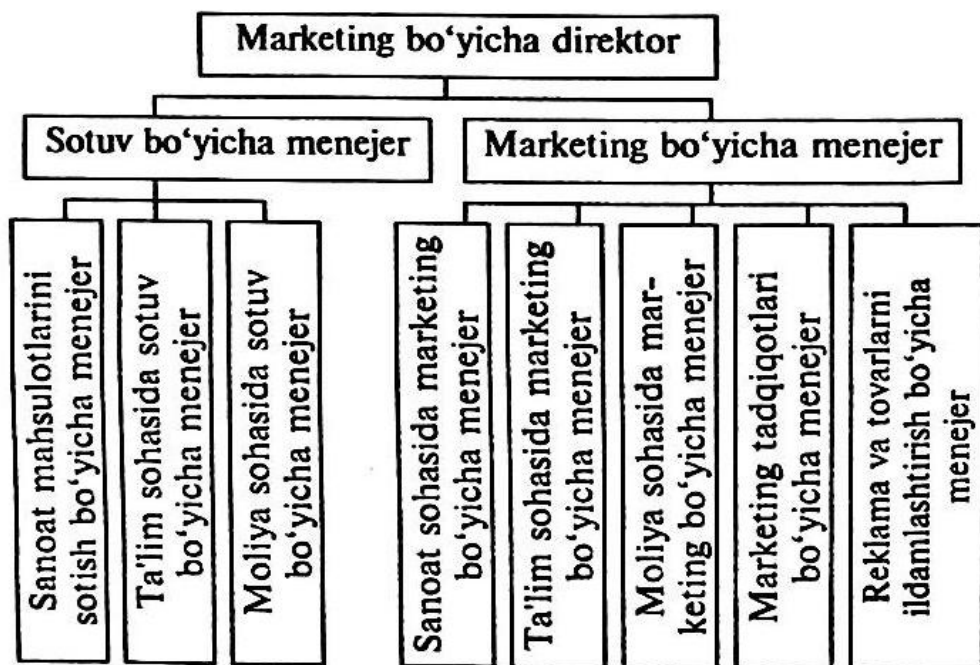 Marketing bo‘yicha direktor
Sotuv bo‘yicha menejer
Marketing bo‘yicha menejer
Sanoat mahsulotlarini
sotish bo‘yicha menejer
Ta'lim sohasida sotuv
bo‘yicha menejer
Moliya sohasida sotuv
bo‘yicha menejer
Sanoat sohasida marketing
bo‘yicha menejer
Ta'lim sohasida marketing
bo‘yicha menejer
Moliya sohasida mar-
keting bo‘yicha menejer
Marketing tadqiqotlari
bo‘yicha menejer
Reklama va tovarlarni
ildamlashtirish bo‘yicha
menejer